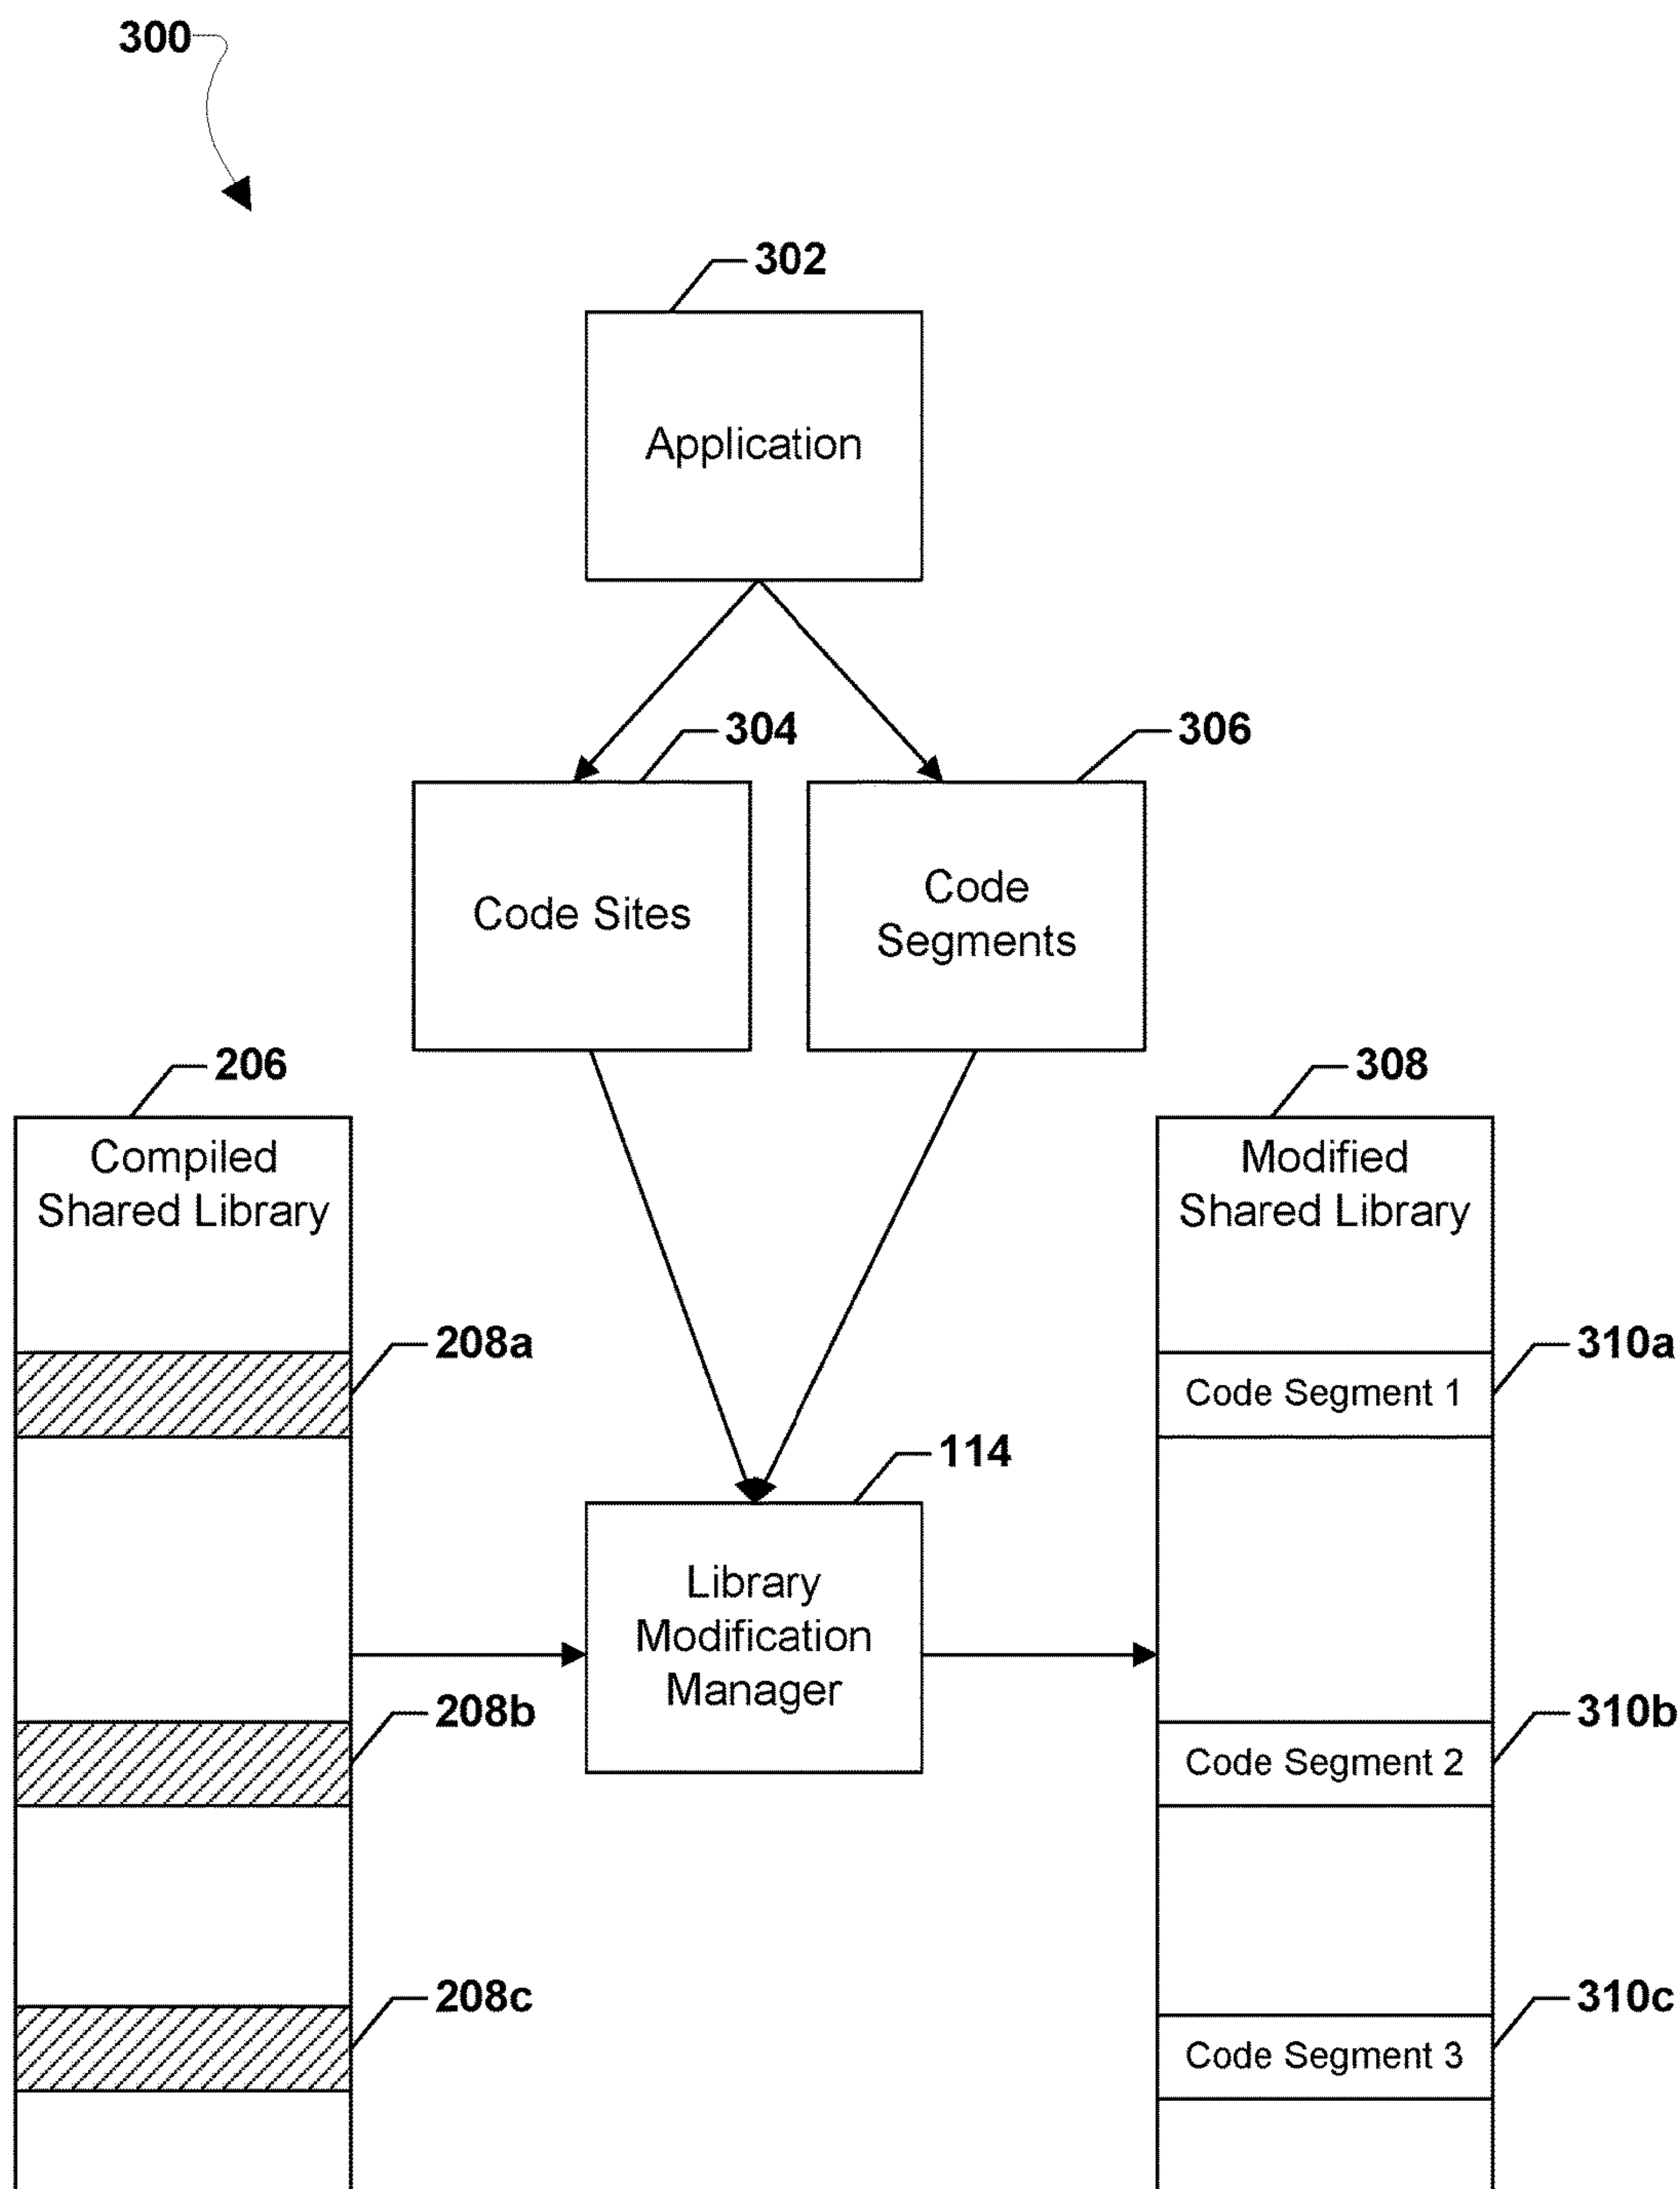 300
302
Application
304
306
Code Sites
Code
Segments
206
308
Compiled
Shared Library
Modified
Shared Library
208a
310a
Code Segment 1
114
Library
Modification
Manager
208b
310b
Code Segment 2
208c
310c
Code Segment 3